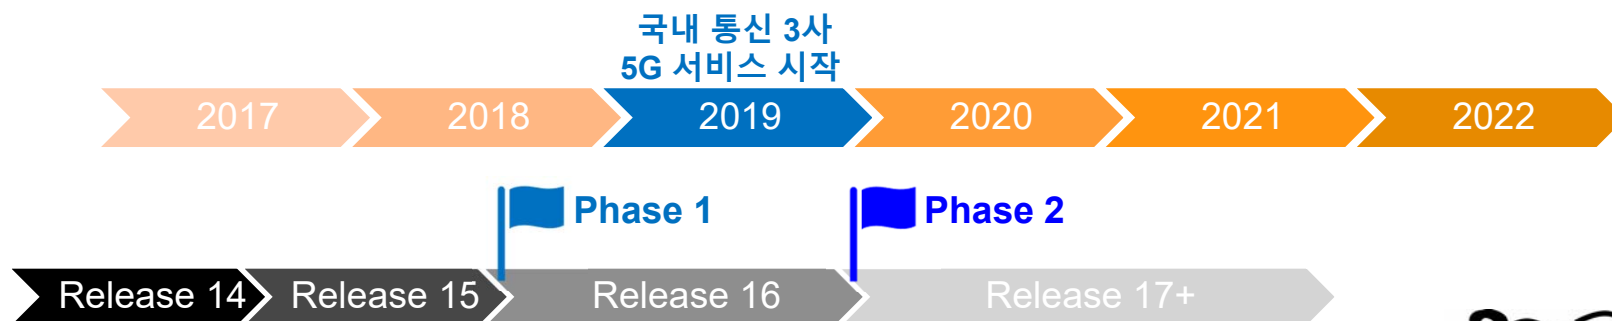 국내 통신 3사
5G 서비스 시작
2017 2018 2019 2020 2021 2022
Phase 1 Phase 2
Release 14 Release 15 Release 16 Release 17+